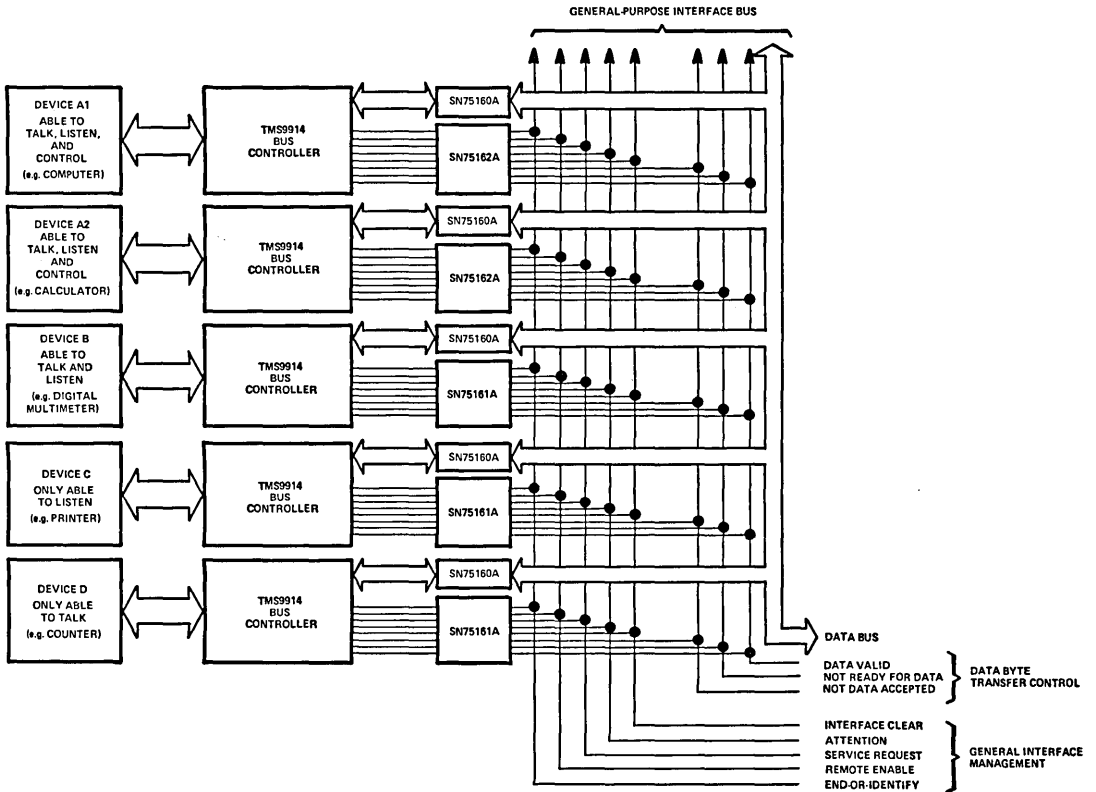 GENERAL-PURPOSE INTERFACE BUS
DEVICE A1
ABLE TO
TALK, LISTEN,
AND
CONTROL
(e.g. COMPUTER)
TMS9914
BUS
CONTROLLER
SN75160A
SN75162A
DEVICE A2
ABLE TO
TALK, LISTEN
AND
CONTROL
(e.g. CALCULATOR)
TMS9914
BUS
CONTROLLER
SN75160A
SN75162A
DEVICE B
ABLE TO
TALK AND
LISTEN
(e.g. DIGITAL
MULTIMETER)
TMS9914
BUS
CONTROLLER
SN75160A
SN75161A
DEVICE C
ONLY ABLE
TO LISTEN
(e.g. PRINTER)
TMS9914
BUS
CONTROLLER
SN75160A
SN75161A
DEVICE D
ONLY ABLE
TO TALK
(e.g. COUNTER)
TMS9914
BUS
CONTROLLER
SN75160A
SN75161A
DATA BUS
DATA VALID
NOT READY FOR DATA
NOT DATA ACCEPTED
DATA BYTE
TRANSFER CONTROL
INTERFACE CLEAR
ATTENTION
SERVICE REQUEST
REMOTE ENABLE
END-OR-IDENTIFY
GENERAL INTERFACE
MANAGEMENT